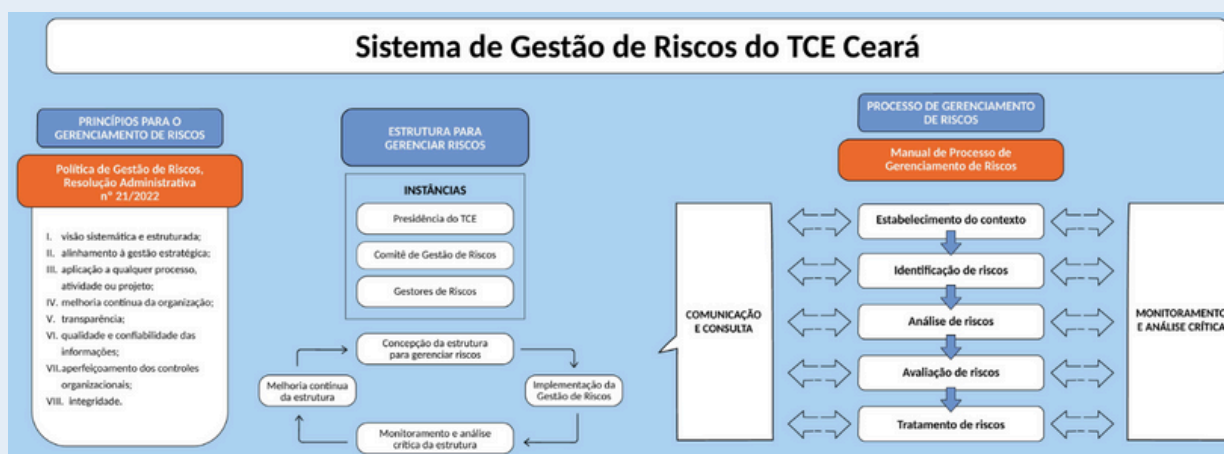 Sistema de Gestão de Riscos do TCE Ceará
PRINCÍPIOS PARA O
GERENCIAMENTO DE RISCOS
Política de Gestão de Riscos,
Resolução Administrativa
nº 21/2022
I. visão sistemática e estruturada;
II. alinhamento à gestão estratégica;
III. aplicação a qualquer processo,
atividade ou projeto;
IV. melhoria contínua da organização;
V. transparência;
VI. qualidade e confiabilidade das
informações;
VII. aperfeiçoamento dos controles
organizacionais;
VIII. integridade.
ESTRUTURA PARA
GERENCIAR RISCOS
INSTÂNCIAS
Presidência do TCE
Comitê de Gestão de Riscos
Gestores de Riscos
Concepção da estrutura
para gerenciar riscos
Melhoria contínua
da estrutura
Implementação da
Gestão de Riscos
Monitoramento e análise
crítica da estrutura
PROCESSO DE GERENCIAMENTO
DE RISCOS
Manual de Processo de
Gerenciamento de Riscos
COMUNICAÇÃO
E CONSULTA
Estabelecimento do contexto
Identificação de riscos
Análise de riscos
Avaliação de riscos
Tratamento de riscos
MONITORAMENTO
E ANÁLISE CRÍTICA